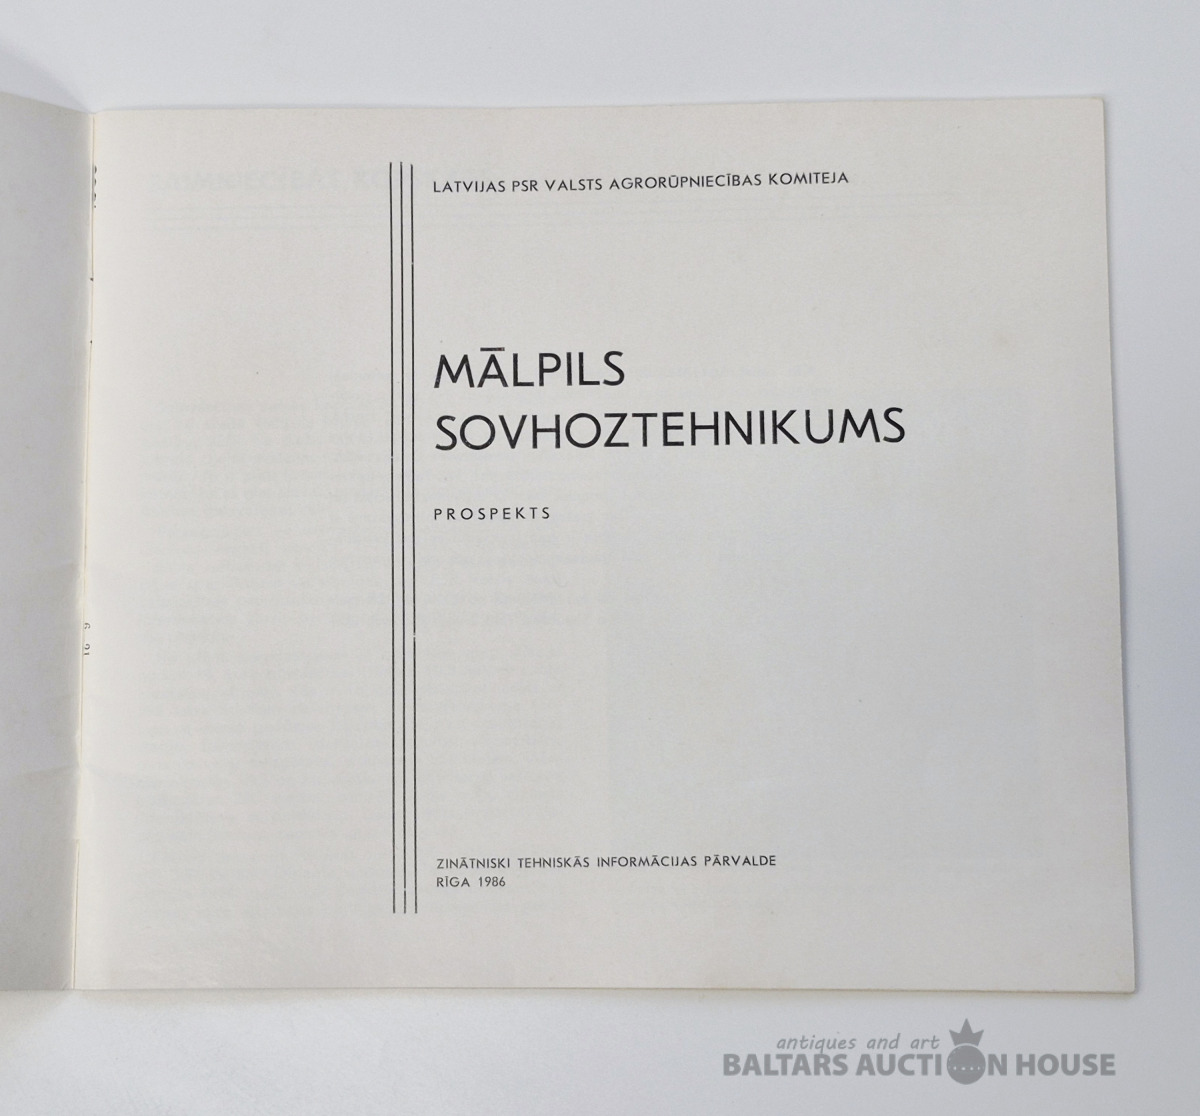 LATVIJAS PSR VALSTS AGRORŪPNIECĪBAS KOMITEJA
MĀLPILS
SOVHOZTEHNIKUMS
PROSPEKTS
ZINĀTNISKI TEHNISKĀS INFORMĀCIJAS PĀRVALDE
RĪGA 1986
antiques and art
BALTARS AUCTION HOUSE